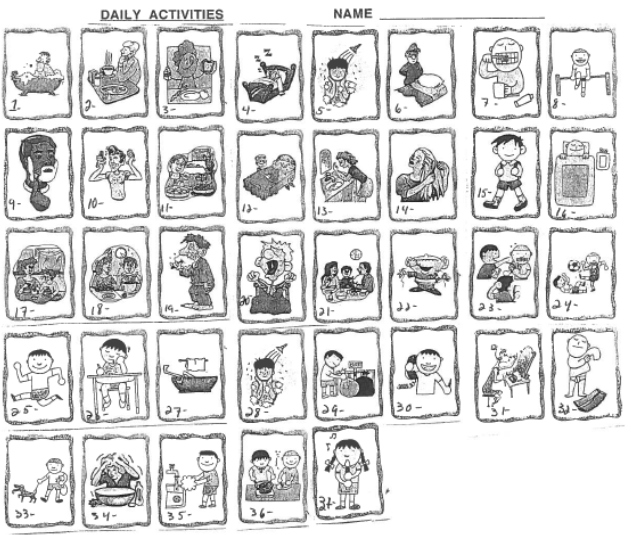 DAILY ACTIVITIES NAME
1- 2- 3- 4- 5- 6- 7- 8-
9- 10- 11- 12- 13- 14- 15- 16-
17- 18- 19- 20- 21- 22- 23- 24-
25- 26- 27- 28- 29- 30- 31- 32-
33- 34- 35- 36- 37-